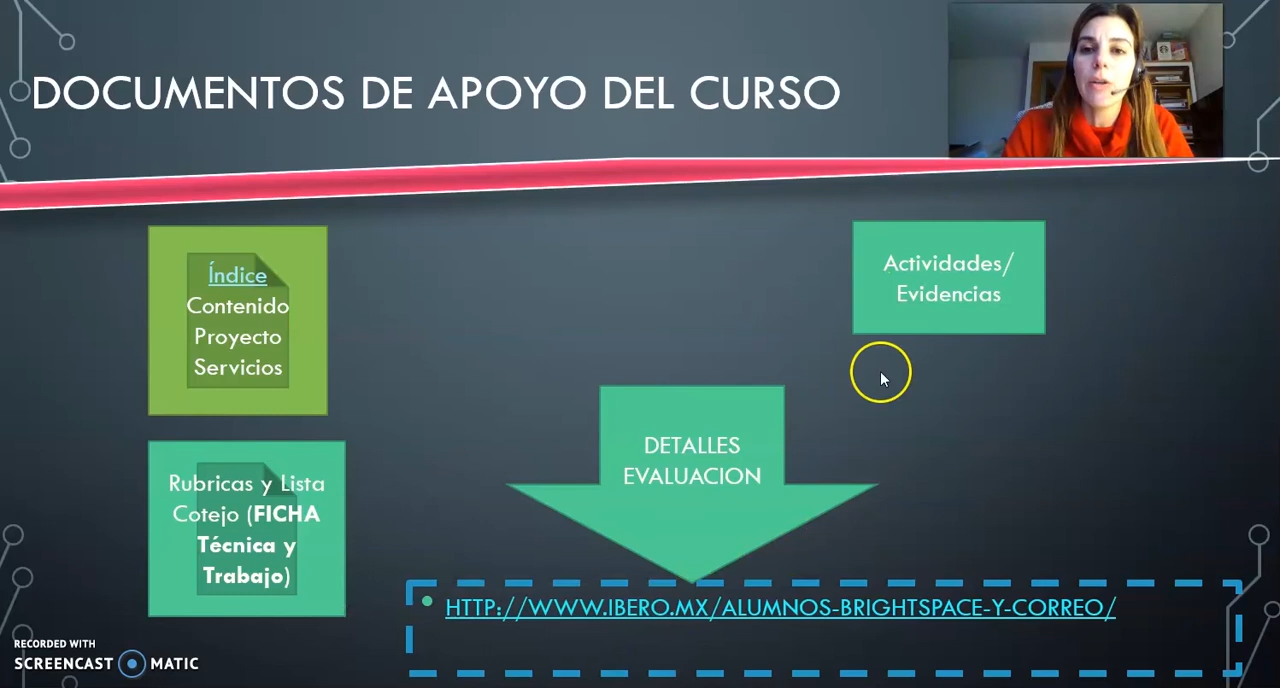 DOCUMENTOS DE APOYO DEL CURSO
Índice
Contenido
Proyecto
Servicios
Actividades/
Evidencias
DETALLES
EVALUACION
Rubricas y Lista
Cotejo (FICHA
Técnica y
Trabajo)
HTTP://WWW.IBERO.MX/ALUMNOS-BRIGHTSPACE-Y-CORREO/
RECORDED WITH
SCREENCAST MATIC